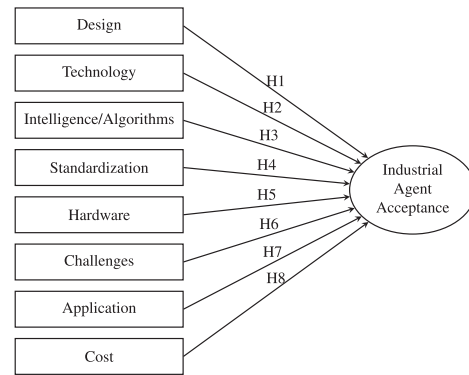 Design
H1
Technology
H2
Intelligence/Algorithms
H3
Standardization
H4
Hardware
H5
Challenges
H6
Application
H7
Cost
H8
Industrial
Agent
Acceptance